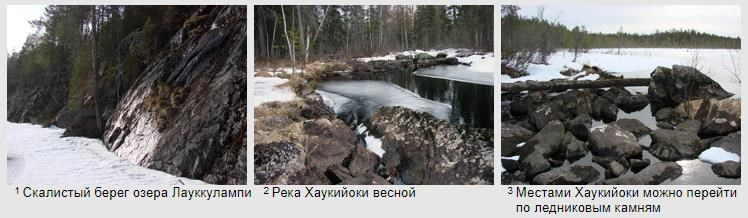 1 Скалистый берег озера Лауккулампи
2 Река Хаукийоки весной
3 Местами Хаукийоки можно перейти
по ледниковым камням